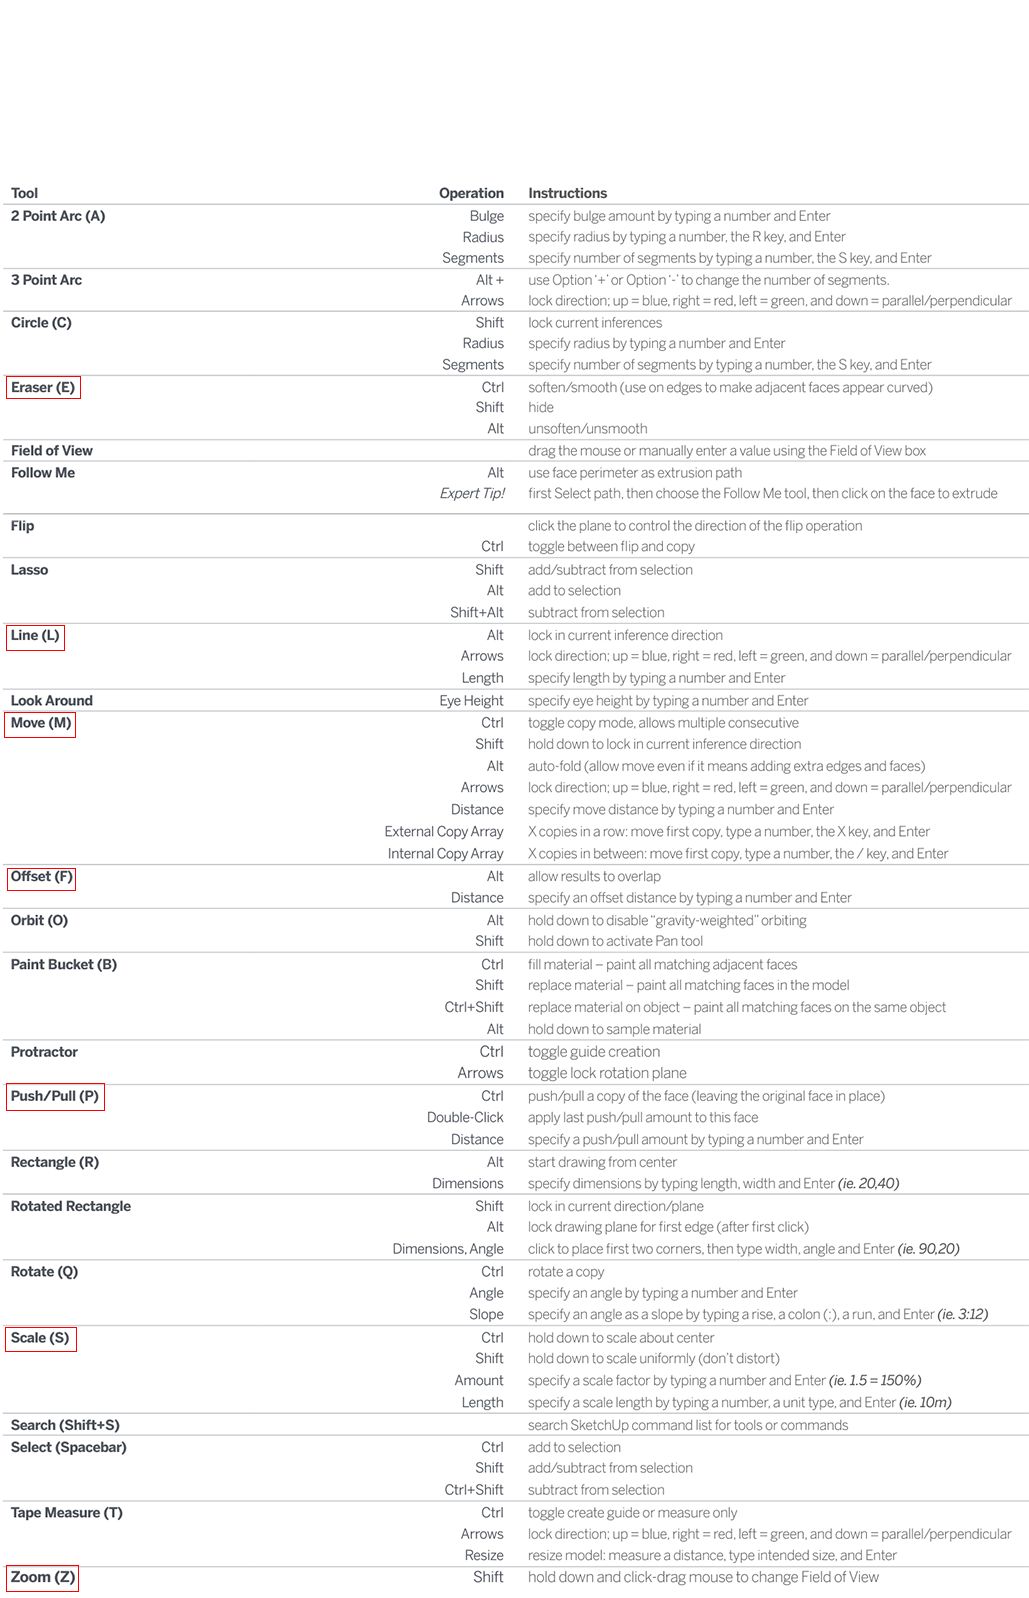 Tool Operation Instructions
2 Point Arc (A) Bulge specify bulge amount by typing a number and Enter
Radius specify radius by typing a number, the R key, and Enter
Segments specify number of segments by typing a number, the S key, and Enter
3 Point Arc Alt + use Option ‘+’ or Option ‘-’ to change the number of segments.
Arrows lock direction; up = blue, right = red, left = green, and down = parallel/perpendicular
Circle (C) Shift lock current inferences
Radius specify radius by typing a number and Enter
Segments specify number of segments by typing a number, the S key, and Enter
Eraser (E) Ctrl soften/smooth (use on edges to make adjacent faces appear curved)
Shift hide
Alt unsoften/unsmooth
Field of View drag the mouse or manually enter a value using the Field of View box
Follow Me Alt use face perimeter as extrusion path
Expert Tip! first Select path, then choose the Follow Me tool, then click on the face to extrude
Flip click the plane to control the direction of the flip operation
Ctrl toggle between flip and copy
Lasso Shift add/subtract from selection
Alt add to selection
Shift+Alt subtract from selection
Line (L) Alt lock in current inference direction
Arrows lock direction; up = blue, right = red, left = green, and down = parallel/perpendicular
Length specify length by typing a number and Enter
Look Around Eye Height specify eye height by typing a number and Enter
Move (M) Ctrl toggle copy mode, allows multiple consecutive
Shift hold down to lock in current inference direction
Alt auto-fold (allow move even if it means adding extra edges and faces)
Arrows lock direction; up = blue, right = red, left = green, and down = parallel/perpendicular
Distance specify move distance by typing a number and Enter
External Copy Array X copies in a row: move first copy, type a number, the X key, and Enter
Internal Copy Array X copies in between: move first copy, type a number, the / key, and Enter
Offset (F) Alt allow results to overlap
Distance specify an offset distance by typing a number and Enter
Orbit (O) Alt hold down to disable “gravity-weighted” orbiting
Shift hold down to activate Pan tool
Paint Bucket (B) Ctrl fill material – paint all matching adjacent faces
Shift replace material – paint all matching faces in the model
Ctrl+Shift replace material on object – paint all matching faces on the same object
Alt hold down to sample material
Protractor Ctrl toggle guide creation
Arrows toggle lock rotation plane
Push/Pull (P) Ctrl push/pull a copy of the face (leaving the original face in place)
Double-Click apply last push/pull amount to this face
Distance specify a push/pull amount by typing a number and Enter
Rectangle (R) Alt start drawing from center
Dimensions specify dimensions by typing length, width and Enter (ie. 20,40)
Rotated Rectangle Shift lock in current direction/plane
Alt lock drawing plane for first edge (after first click)
Dimensions, Angle click to place first two corners, then type width, angle and Enter (ie. 90,20)
Rotate (Q) Ctrl rotate a copy
Angle specify an angle by typing a number and Enter
Slope specify an angle as a slope by typing a rise, a colon (:), a run, and Enter (ie. 3:12)
Scale (S) Ctrl hold down to scale about center
Shift hold down to scale uniformly (don’t distort)
Amount specify a scale factor by typing a number and Enter (ie. 1.5 = 150%)
Length specify a scale length by typing a number, a unit type, and Enter (ie. 10m)
Search (Shift+S) search SketchUp command list for tools or commands
Select (Spacebar) Ctrl add to selection
Shift add/subtract from selection
Ctrl+Shift subtract from selection
Tape Measure (T) Ctrl toggle create guide or measure only
Arrows lock direction; up = blue, right = red, left = green, and down = parallel/perpendicular
Resize resize model: measure a distance, type intended size, and Enter
Zoom (Z) Shift hold down and click-drag mouse to change Field of View